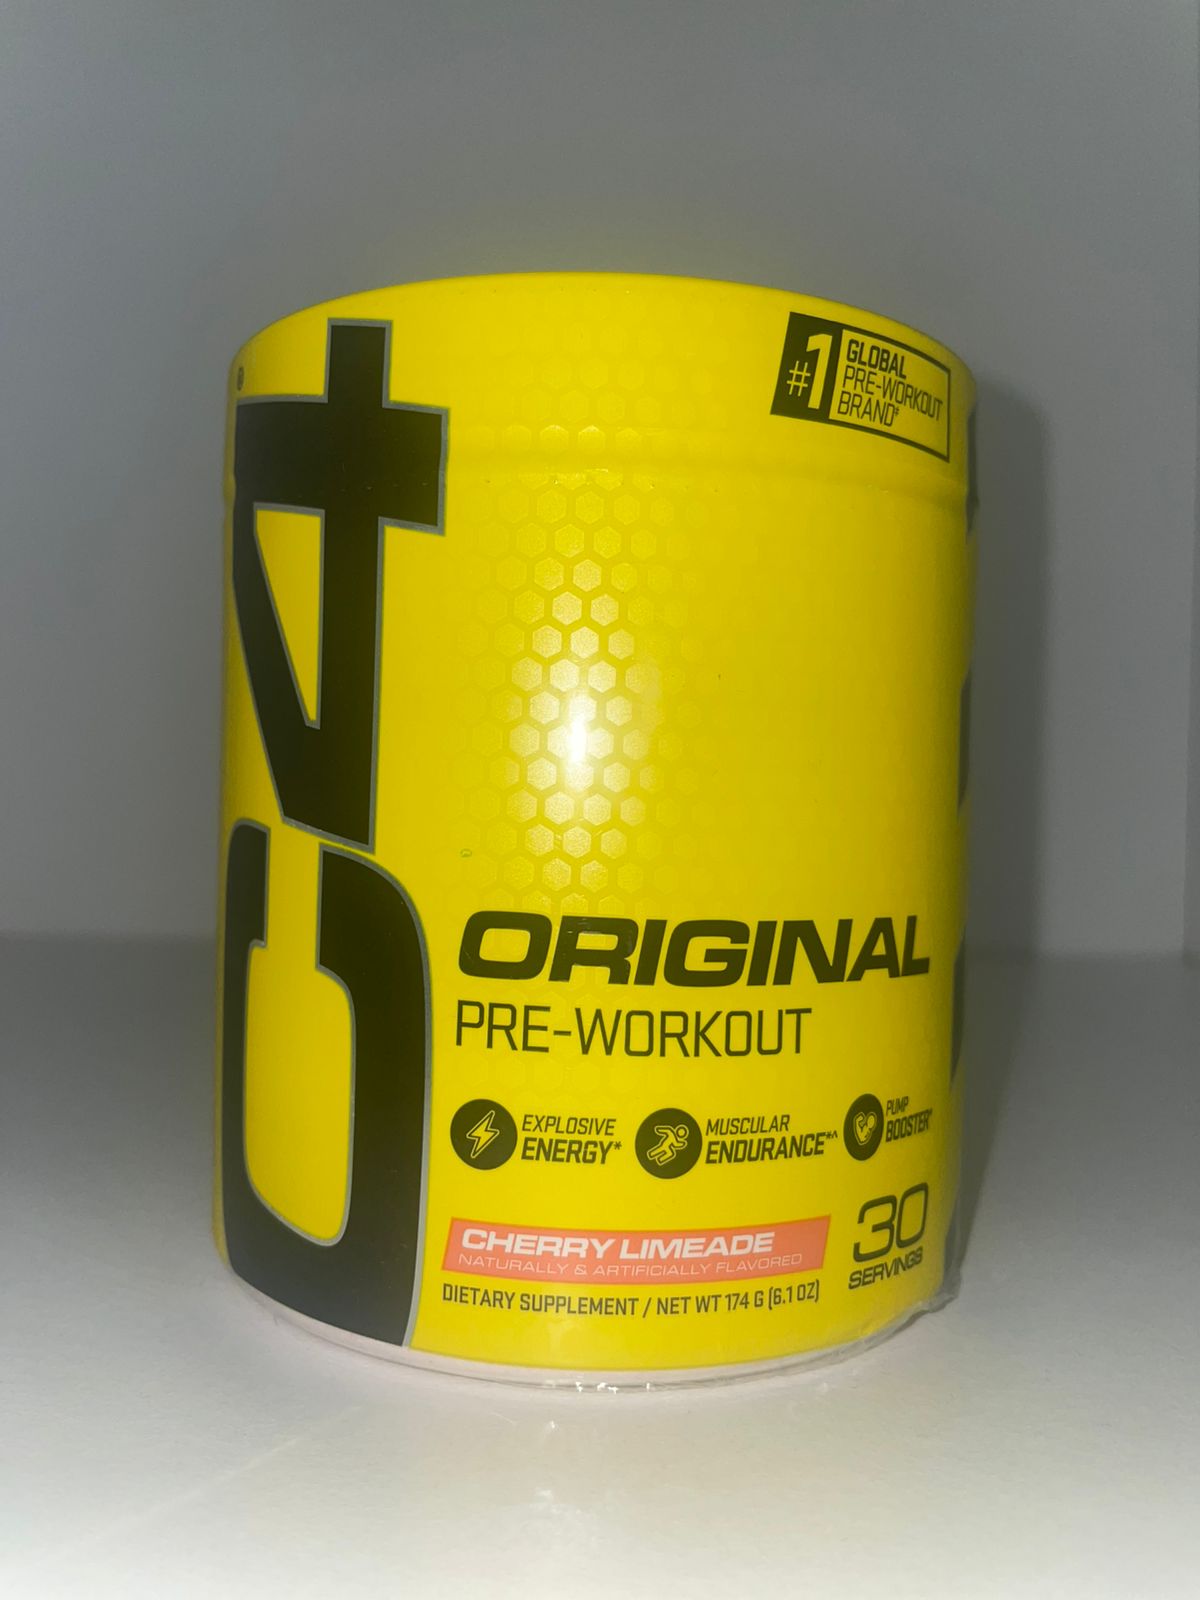 C4®
#1 GLOBAL
PRE-WORKOUT
BRAND‡
ORIGINAL
PRE-WORKOUT
EXPLOSIVE
ENERGY*
MUSCULAR
ENDURANCE*^
PUMP
BOOSTER*
CHERRY LIMEADE
NATURALLY & ARTIFICIALLY FLAVORED
30
SERVINGS
DIETARY SUPPLEMENT / NET WT 174 G (6.1 OZ)